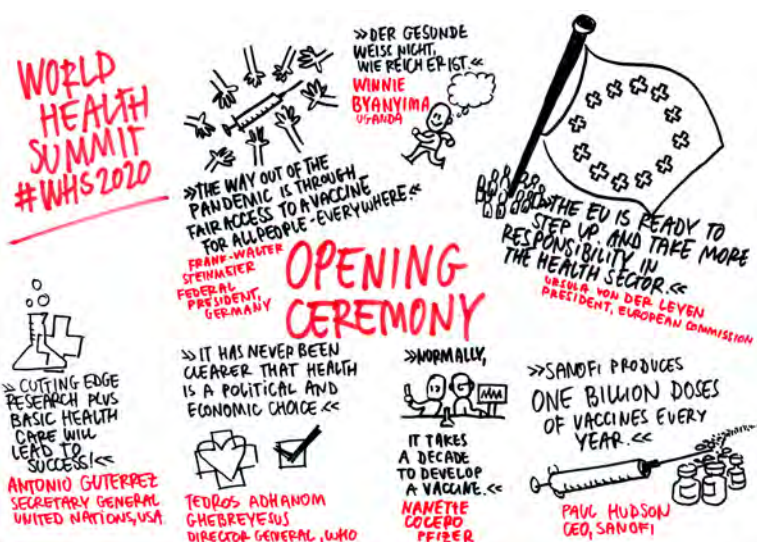 WORLD
HEALTH
SUMMIT
#WHS2020
»THE WAY OUT OF THE
PANDEMIC IS THROUGH
FAIR ACCESS TO A VACCINE
FOR ALL PEOPLE - EVERYWHERE.«
FRANK-WALTER
STEINMEIER
FEDERAL
PRESIDENT,
GERMANY
»DER GESUNDE
WEISS NICHT,
WIE REICH ER IST.«
WINNIE
BYANYIMA
UGANDA
»THE EU IS READY TO
STEP UP. AND TAKE MORE
RESPONSIBILITY IN
THE HEALTH SECTOR.«
URSULA VON DER LEYEN
PRESIDENT, EUROPEAN COMMISSION
OPENING
CEREMONY
»CUTTING EDGE
RESEARCH PLUS
BASIC HEALTH
CARE WILL
LEAD TO
SUCCESS!«
ANTONIO GUTERREZ
SECRETARY GENERAL
UNITED NATIONS, USA
»IT HAS NEVER BEEN
CLEARER THAT HEALTH
IS A POLITICAL AND
ECONOMIC CHOICE«
TEDROS ADHANOM
GHEBREYESUS
DIRECTOR GENERAL, WHO
»NORMALLY,
IT TAKES
A DECADE
TO DEVELOP
A VACCINE.«
NANETTE
COCERO
PFIZER
»SANOFI PRODUCES
ONE BILLION DOSES
OF VACCINES EVERY
YEAR.«
PAUL HUDSON
CEO, SANOFI